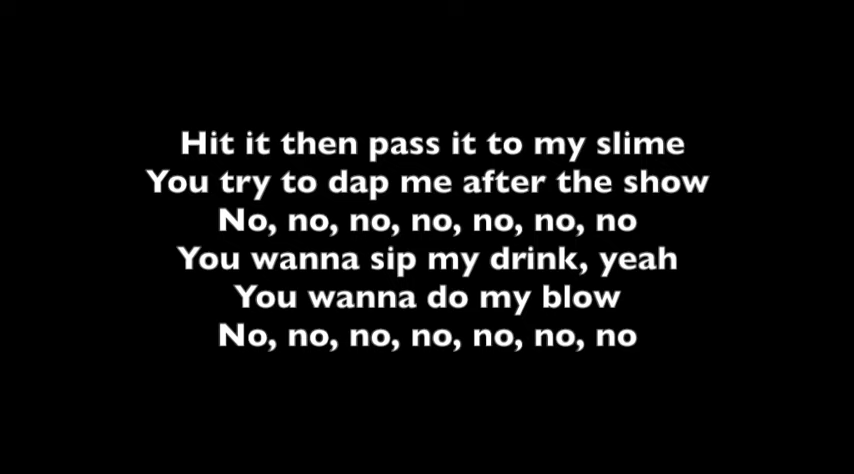 Hit it then pass it to my slime
You try to dap me after the show
No, no, no, no, no, no, no
You wanna sip my drink, yeah
You wanna do my blow
No, no, no, no, no, no, no